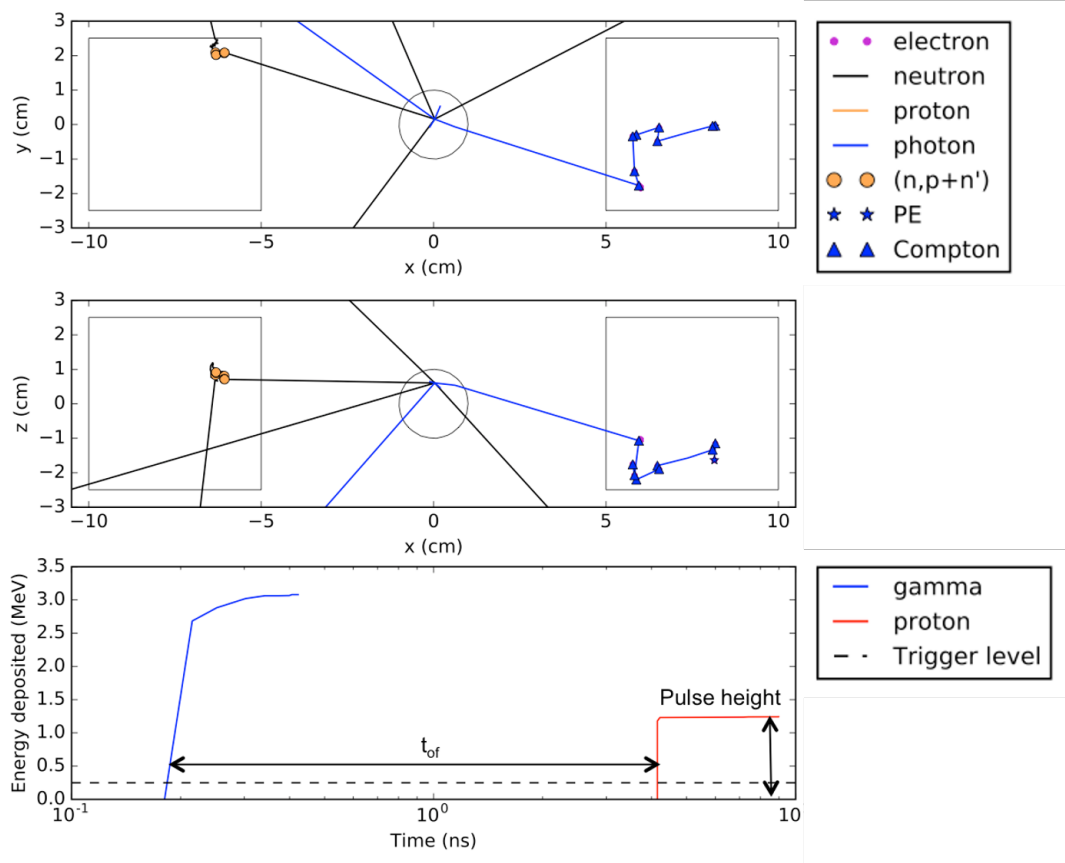 3
2
1
0
−1
−2
−3
y (cm)
−10 −5 0 5 10
x (cm)
electron
neutron
proton
photon
(n,p+n')
PE
Compton
3
2
1
0
−1
−2
−3
z (cm)
−10 −5 0 5 10
x (cm)
3.5
3.0
2.5
2.0
1.5
1.0
0.5
0.0
Energy deposited (MeV)
Pulse height
tof
10-1 100 10
Time (ns)
gamma
proton
Trigger level